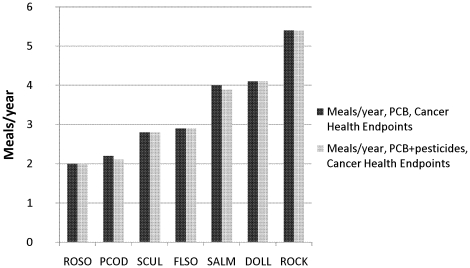 6
5
4
3
2
1
0
Meals/year
ROSO PCOD SCUL FLSO SALM DOLL ROCK
Meals/year, PCB, Cancer
Health Endpoints
Meals/year, PCB+pesticides,
Cancer Health Endpoints